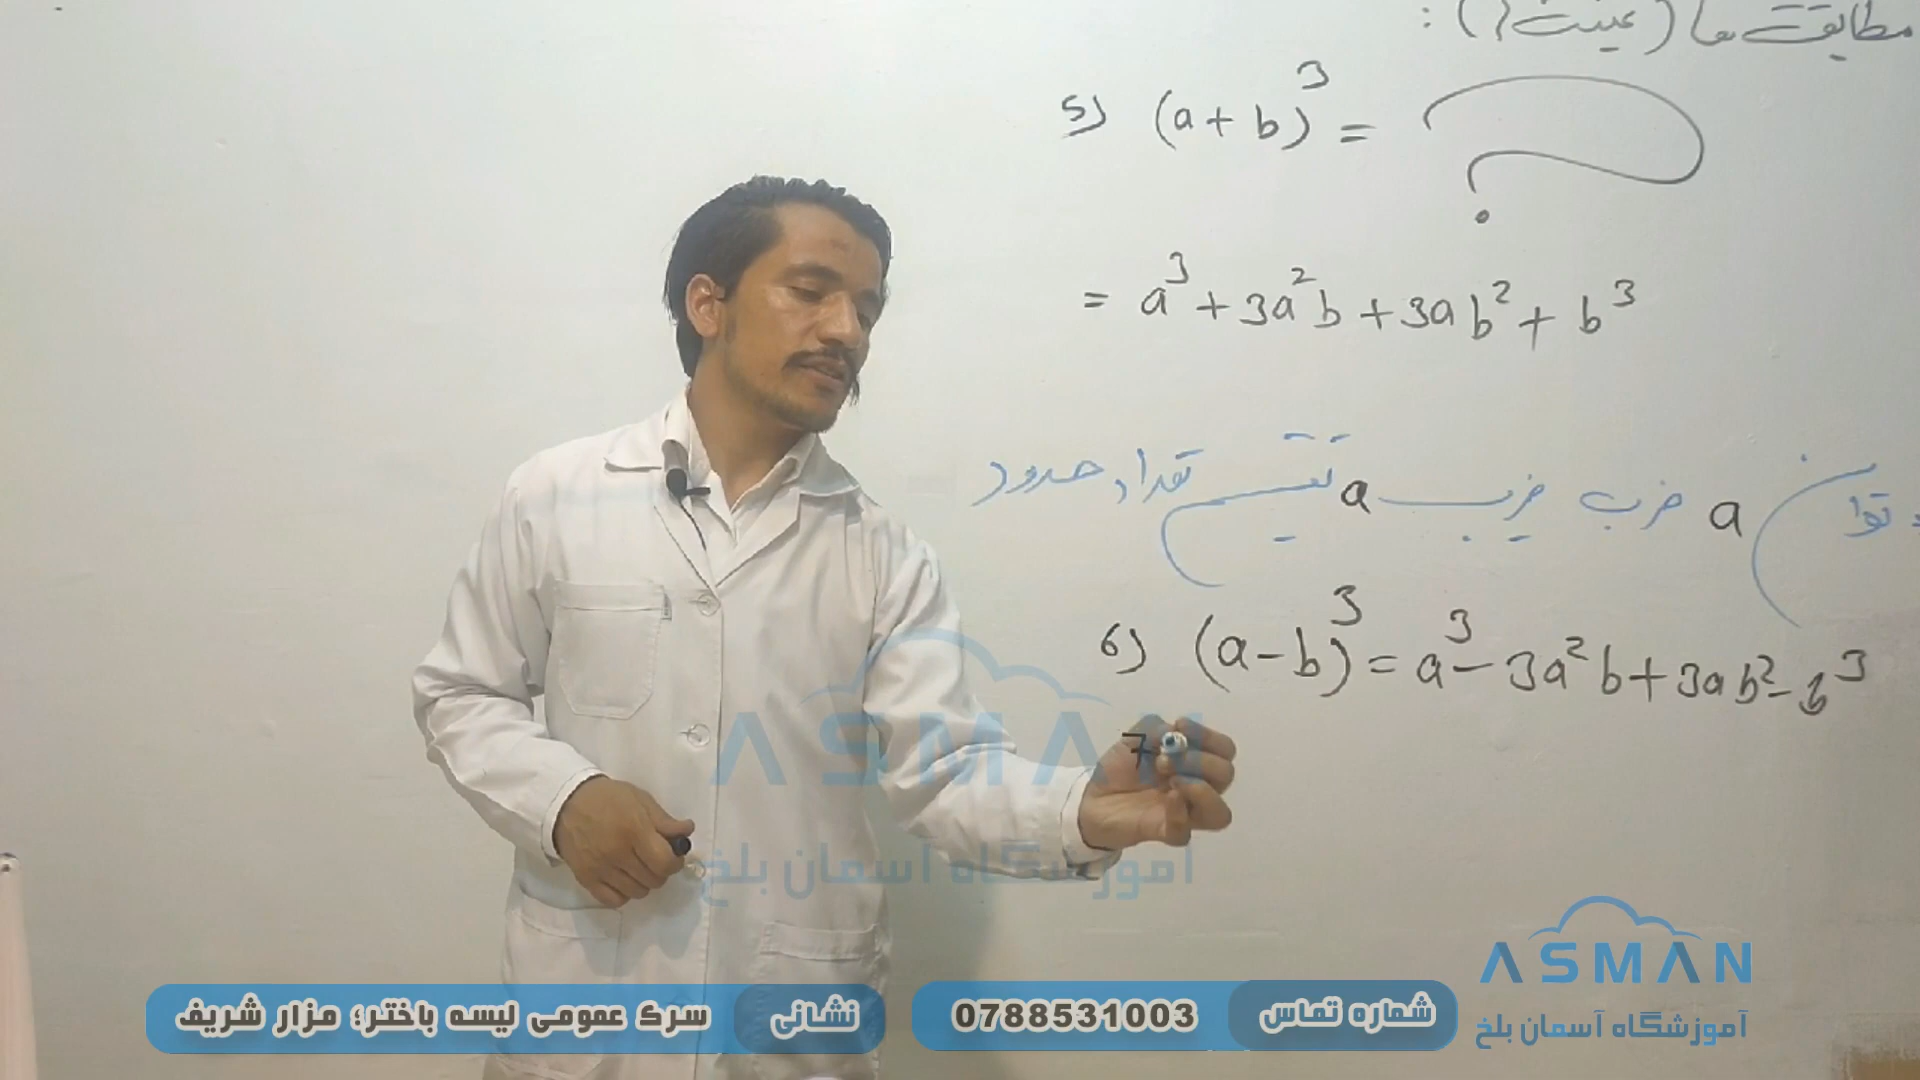 مطابقت ها (عینیت ها) :
5) (a + b)³ = ?
= a³ + 3a²b + 3ab² + b³
توان a ضرب ضریب a تقسیم تعداد حدود
6) (a - b)³ = a³ - 3a²b + 3ab² - b³
7
ASMAN
آموزشگاه آسمان بلخ
ASMAN
آموزشگاه آسمان بلخ
شماره تماس 0788531003
نشانی سرک عمومی لیسه باختر؛ مزار شریف